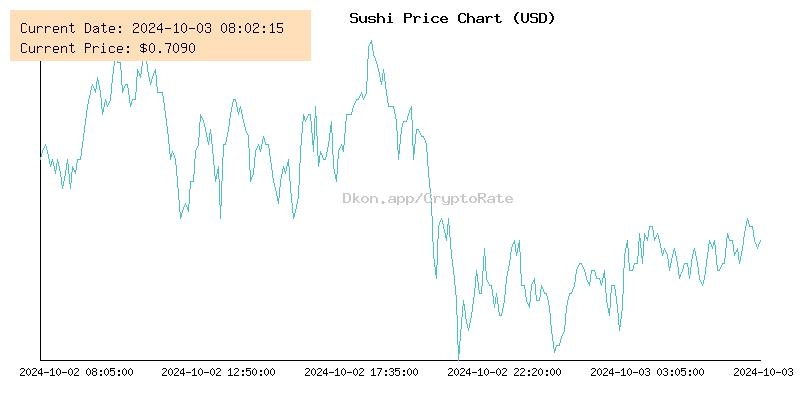 Sushi Price Chart (USD)
Current Date: 2024-10-03 08:02:15
Current Price: $0.7090
Dkon.app/CryptoRate
2024-10-02 08:05:00 2024-10-02 12:50:00 2024-10-02 17:35:00 2024-10-02 22:20:00 2024-10-03 03:05:00 2024-10-03